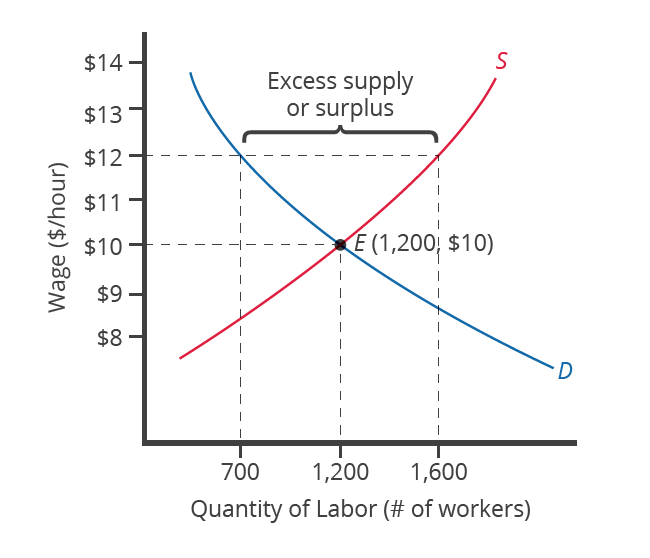 $14
S
Excess supply
or surplus
$13
$12
$11
$10
E (1,200, $10)
$9
$8
D
Wage ($/hour)
700
1,200
1,600
Quantity of Labor (# of workers)